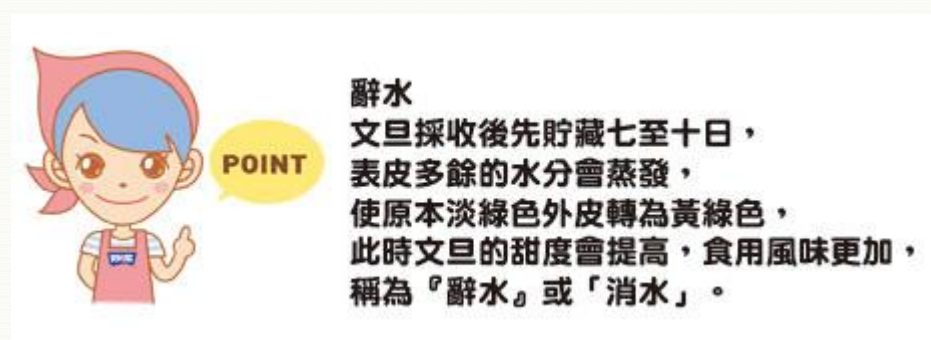 POINT
辭水
文旦採收後先貯藏七至十日，
表皮多餘的水分會蒸發，
使原本淡綠色外皮轉為黃綠色，
此時文旦的甜度會提高，食用風味更加，
稱為『辭水』或「消水」。